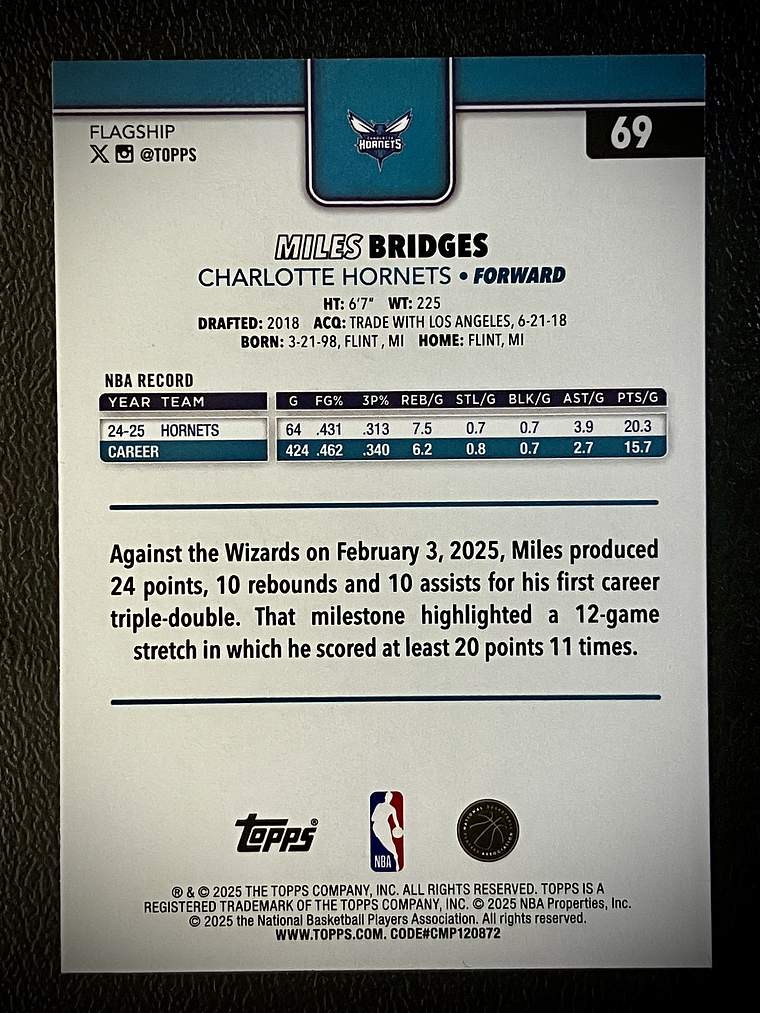 FLAGSHIP
@TOPPS
CHARLOTTE
HORNETS
69
MILES BRIDGES
CHARLOTTE HORNETS • FORWARD
HT: 6'7" WT: 225
DRAFTED: 2018 ACQ: TRADE WITH LOS ANGELES, 6-21-18
BORN: 3-21-98, FLINT , MI HOME: FLINT, MI
NBA RECORD
YEAR TEAM G FG% 3P% REB/G STL/G BLK/G AST/G PTS/G
24-25 HORNETS 64 .431 .313 7.5 0.7 0.7 3.9 20.3
CAREER 424 .462 .340 6.2 0.8 0.7 2.7 15.7
Against the Wizards on February 3, 2025, Miles produced
24 points, 10 rebounds and 10 assists for his first career
triple-double. That milestone highlighted a 12-game
stretch in which he scored at least 20 points 11 times.
topps®
NBA
® & © 2025 THE TOPPS COMPANY, INC. ALL RIGHTS RESERVED. TOPPS IS A
REGISTERED TRADEMARK OF THE TOPPS COMPANY, INC. © 2025 NBA Properties, Inc.
© 2025 the National Basketball Players Association. All rights reserved.
WWW.TOPPS.COM. CODE#CMP120872